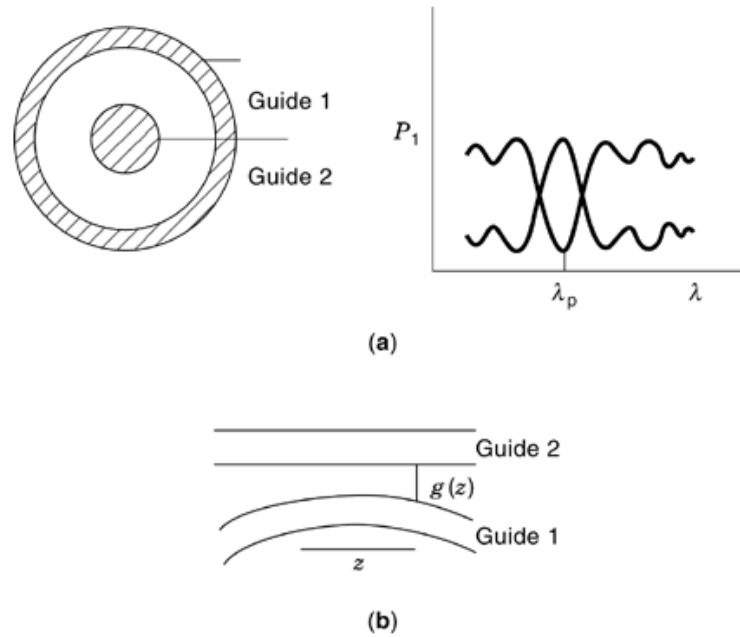 Guide 1
Guide 2
P1
λp
λ
(a)
Guide 2
g(z)
Guide 1
z
(b)